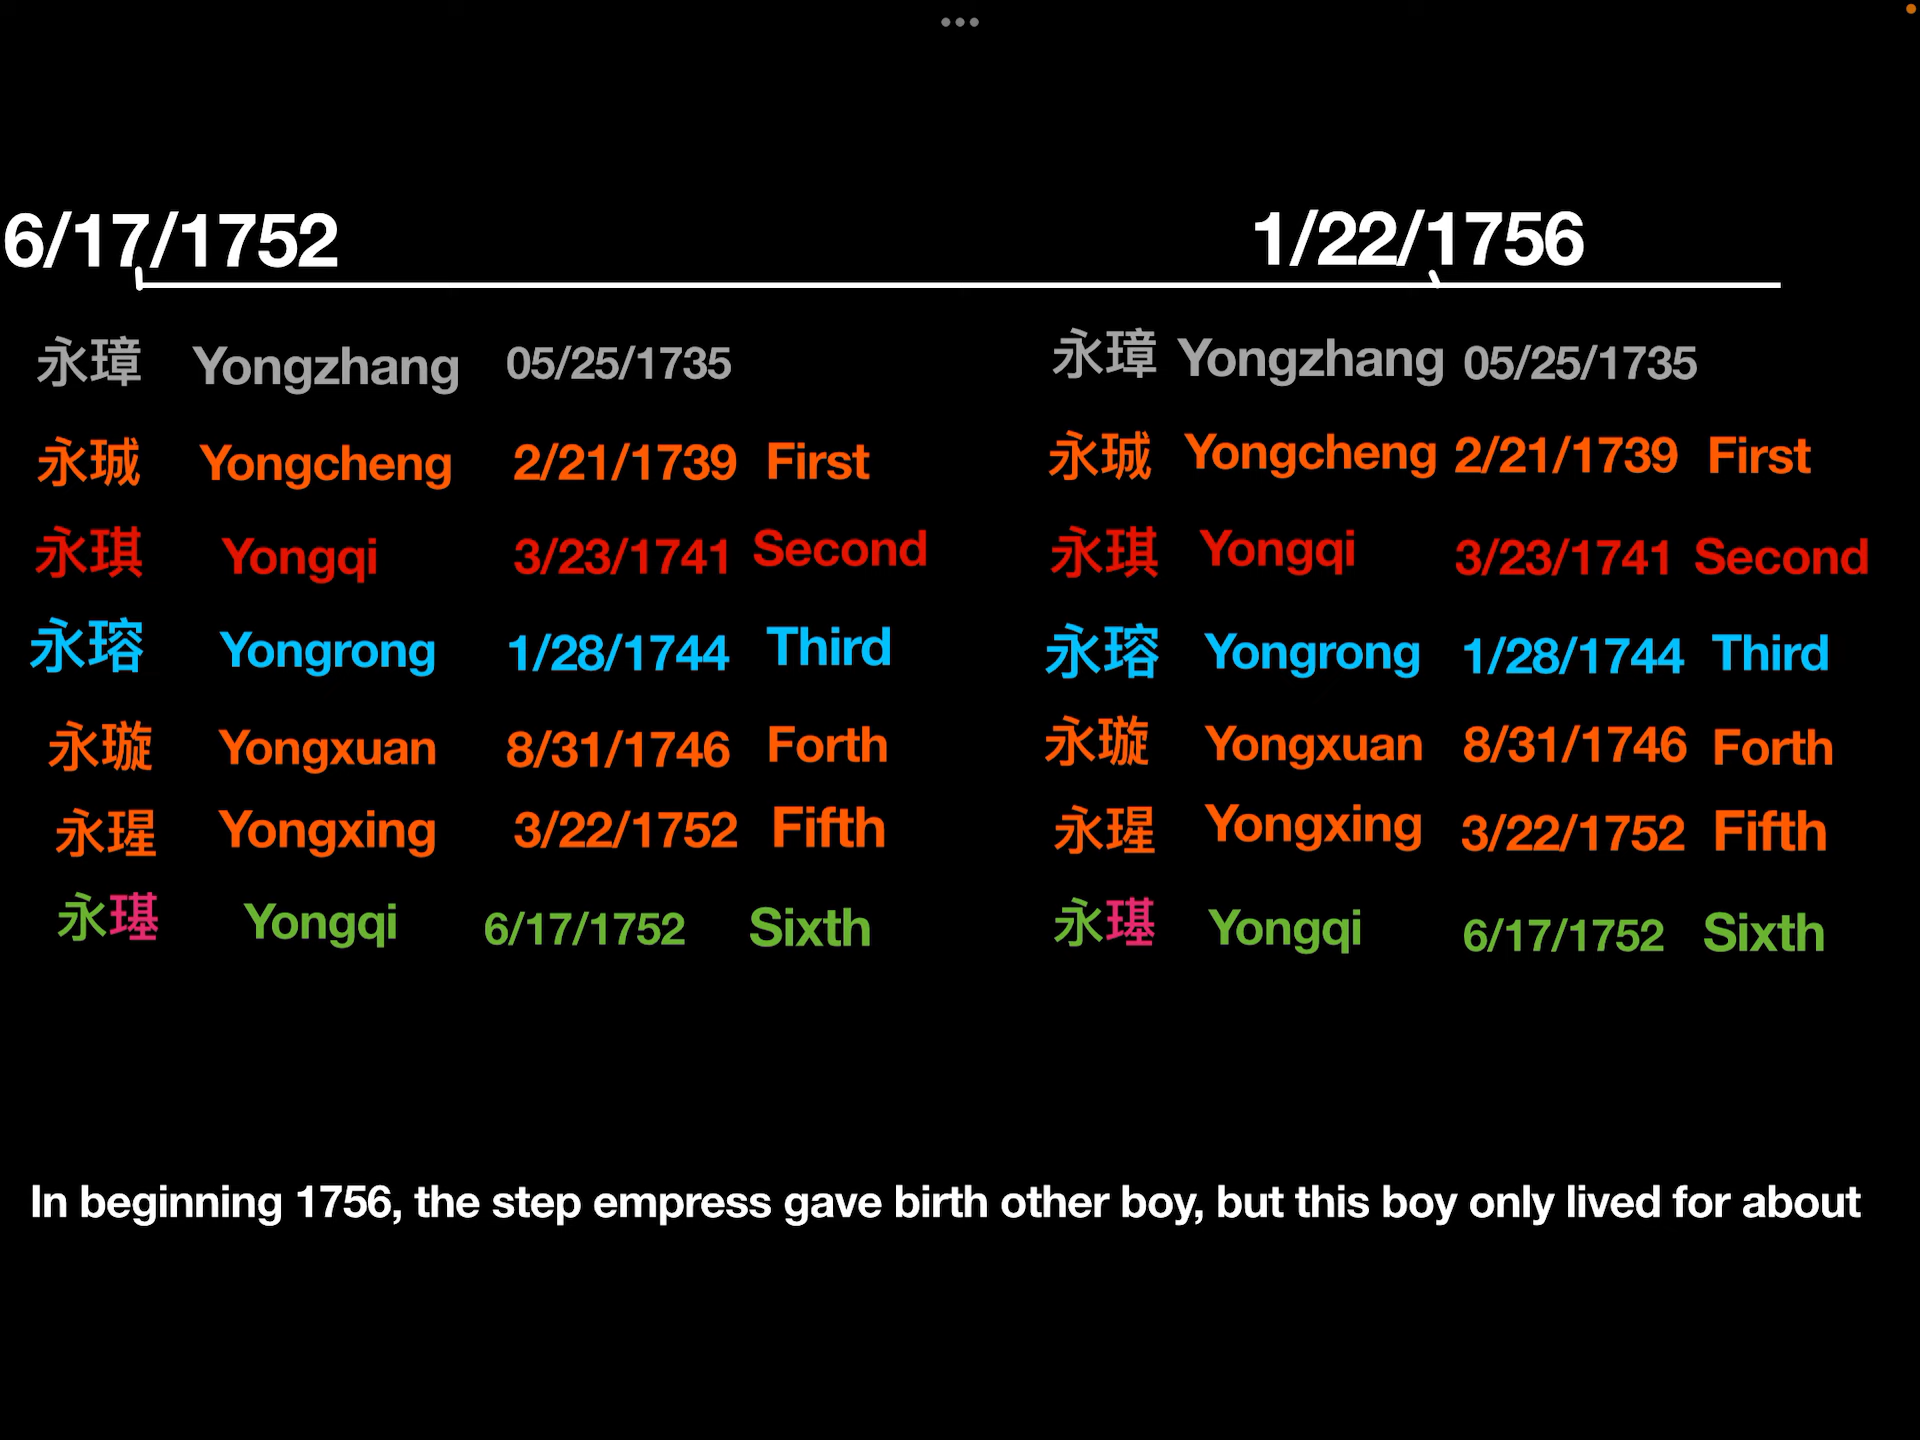 6/17/1752 1/22/1756
永璋 Yongzhang 05/25/1735
永珹 Yongcheng 2/21/1739 First
永琪 Yongqi 3/23/1741 Second
永瑢 Yongrong 1/28/1744 Third
永璇 Yongxuan 8/31/1746 Forth
永瑆 Yongxing 3/22/1752 Fifth
永璂 Yongqi 6/17/1752 Sixth
永璋 Yongzhang 05/25/1735
永珹 Yongcheng 2/21/1739 First
永琪 Yongqi 3/23/1741 Second
永瑢 Yongrong 1/28/1744 Third
永璇 Yongxuan 8/31/1746 Forth
永瑆 Yongxing 3/22/1752 Fifth
永璂 Yongqi 6/17/1752 Sixth
In beginning 1756, the step empress gave birth other boy, but this boy only lived for about